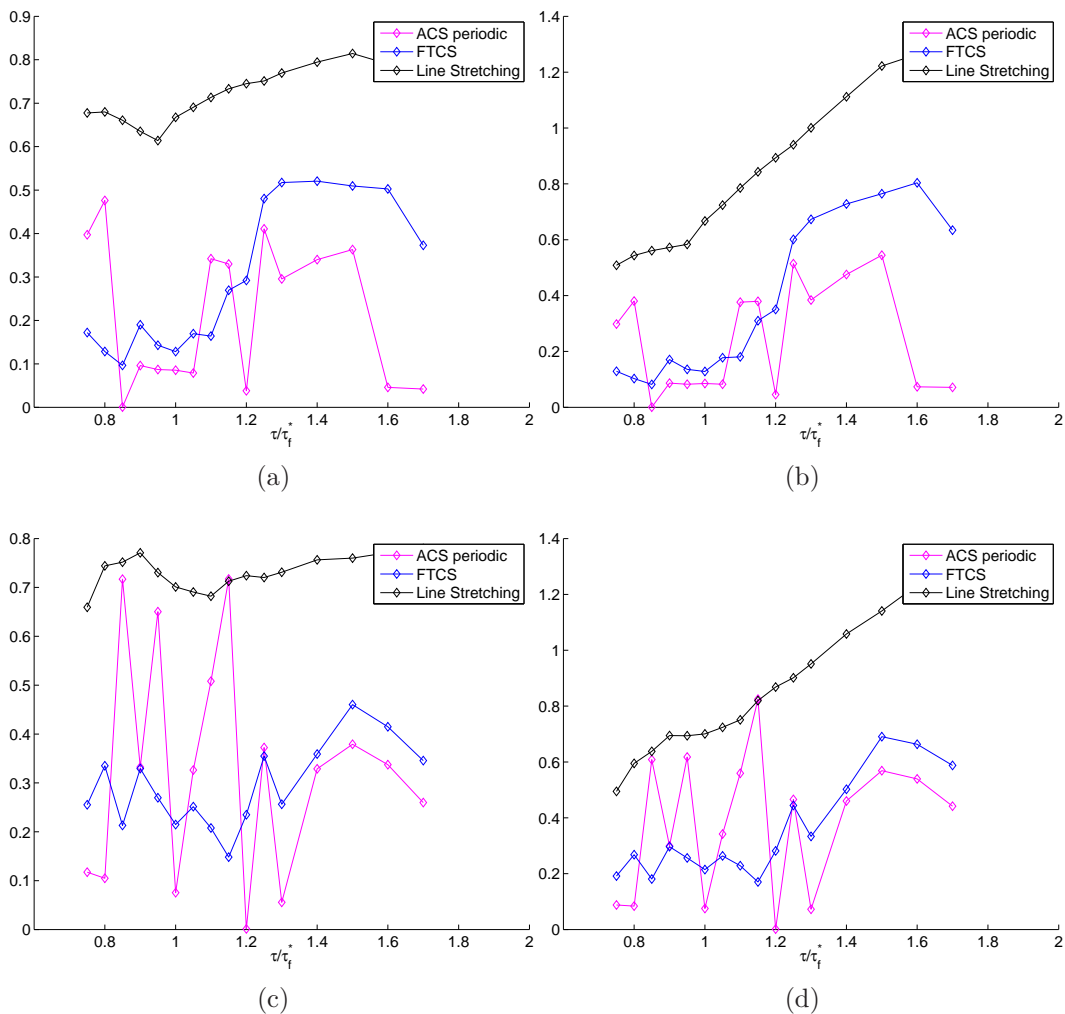 0.9
0.8
0.7
0.6
0.5
0.4
0.3
0.2
0.1
0
0.8 1 1.2 1.4 1.6 1.8 2
τ/τ*f
ACS periodic
FTCS
Line Stretching
(a)
1.4
1.2
1
0.8
0.6
0.4
0.2
0
0.8 1 1.2 1.4 1.6 1.8 2
τ/τ*f
ACS periodic
FTCS
Line Stretching
(b)
0.8
0.7
0.6
0.5
0.4
0.3
0.2
0.1
0
0.8 1 1.2 1.4 1.6 1.8 2
τ/τ*f
ACS periodic
FTCS
Line Stretching
(c)
1.4
1.2
1
0.8
0.6
0.4
0.2
0
0.8 1 1.2 1.4 1.6 1.8 2
τ/τ*f
ACS periodic
FTCS
Line Stretching
(d)